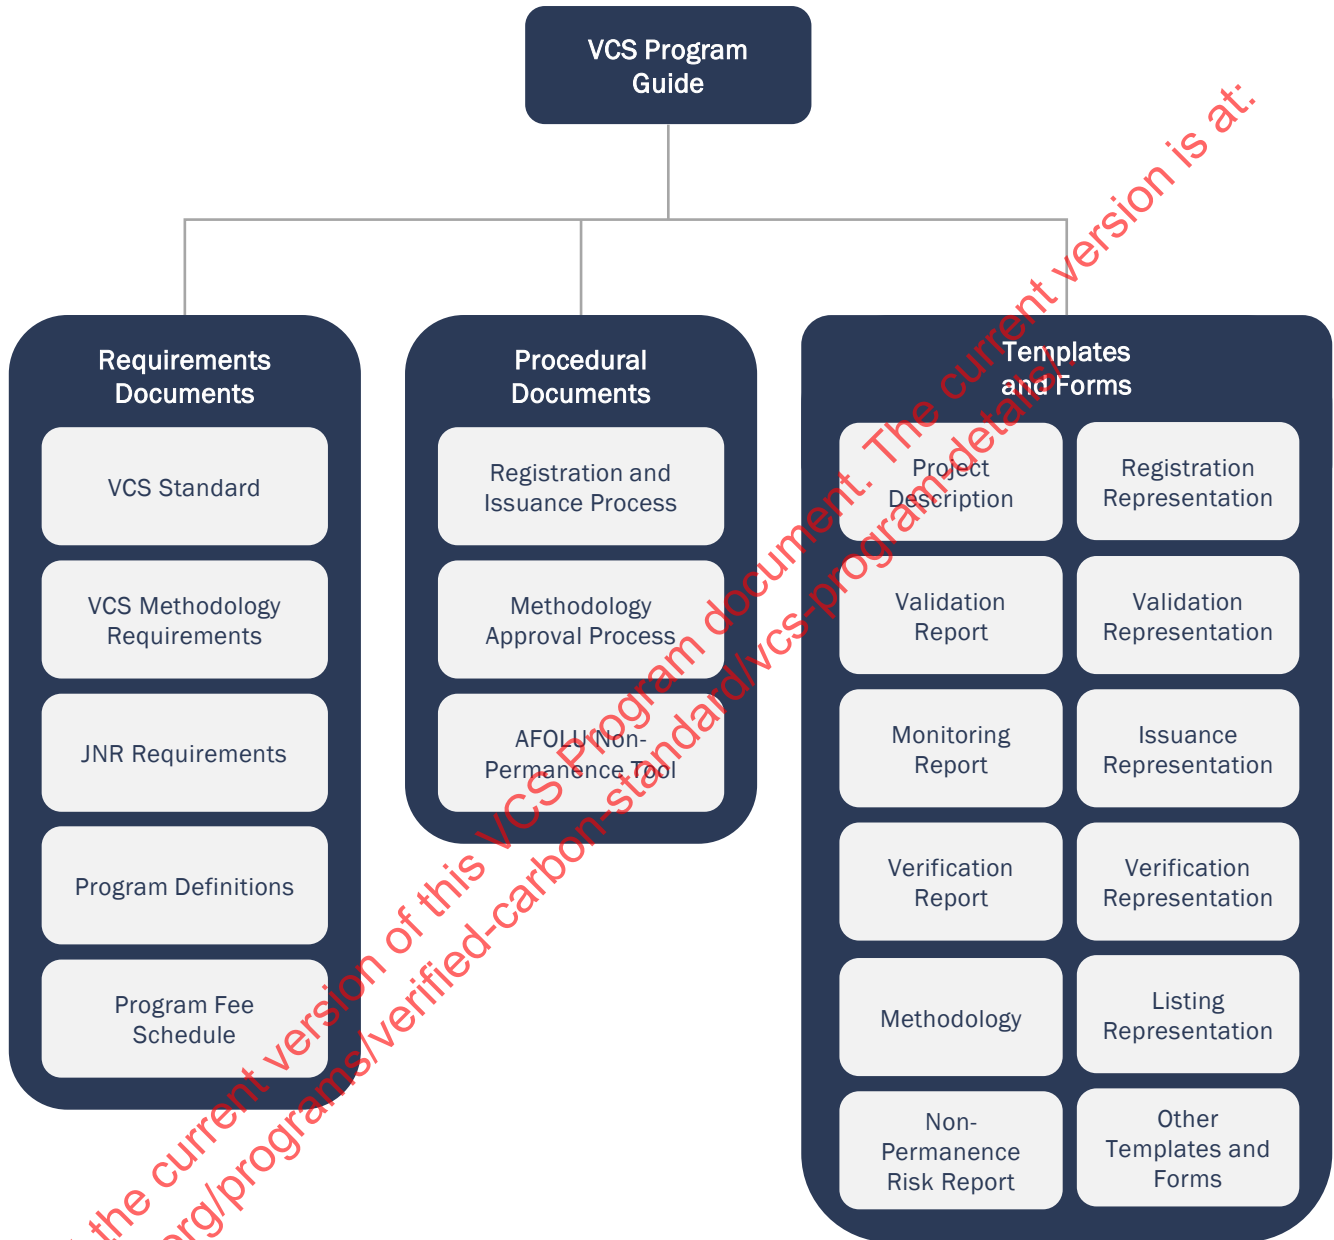 VCS Program
Guide
Requirements
Documents
VCS Standard
VCS Methodology
Requirements
JNR Requirements
Program Definitions
Program Fee
Schedule
Procedural
Documents
Registration and
Issuance Process
Methodology
Approval Process
AFOLU Non-
Permanence Tool
Templates
and Forms
Project
Description
Registration
Representation
Validation
Report
Validation
Representation
Monitoring
Report
Issuance
Representation
Verification
Report
Verification
Representation
Methodology
Listing
Representation
Non-
Permanence
Risk Report
Other
Templates and
Forms
the current version of this VCS Program document. The current version is at:
org/programs/verified-carbon-standard/vcs-program-details/.